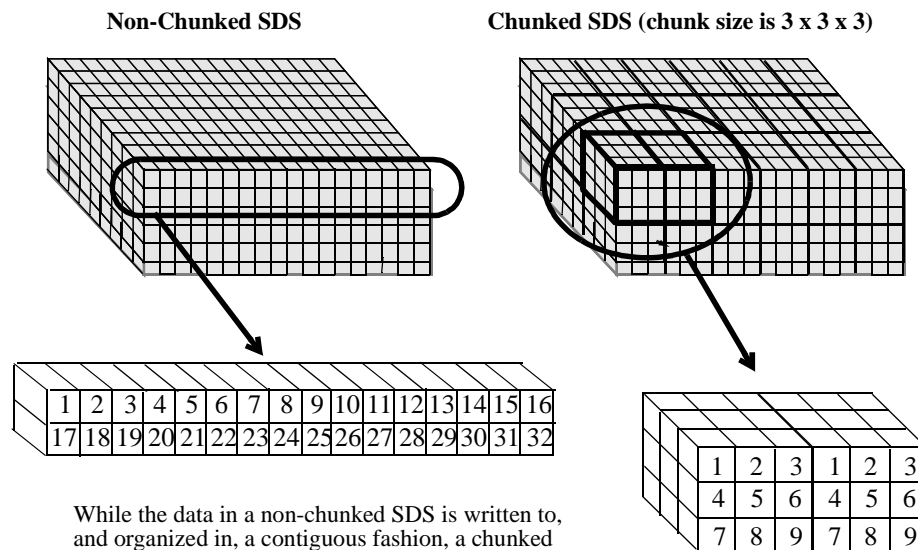 Non-Chunked SDS
Chunked SDS (chunk size is 3 x 3 x 3)
1 2 3 4 5 6 7 8 9 10 11 12 13 14 15 16
17 18 19 20 21 22 23 24 25 26 27 28 29 30 31 32
1 2 3 1 2 3
4 5 6 4 5 6
7 8 9 7 8 9
While the data in a non-chunked SDS is written to,
and organized in, a contiguous fashion, a chunked